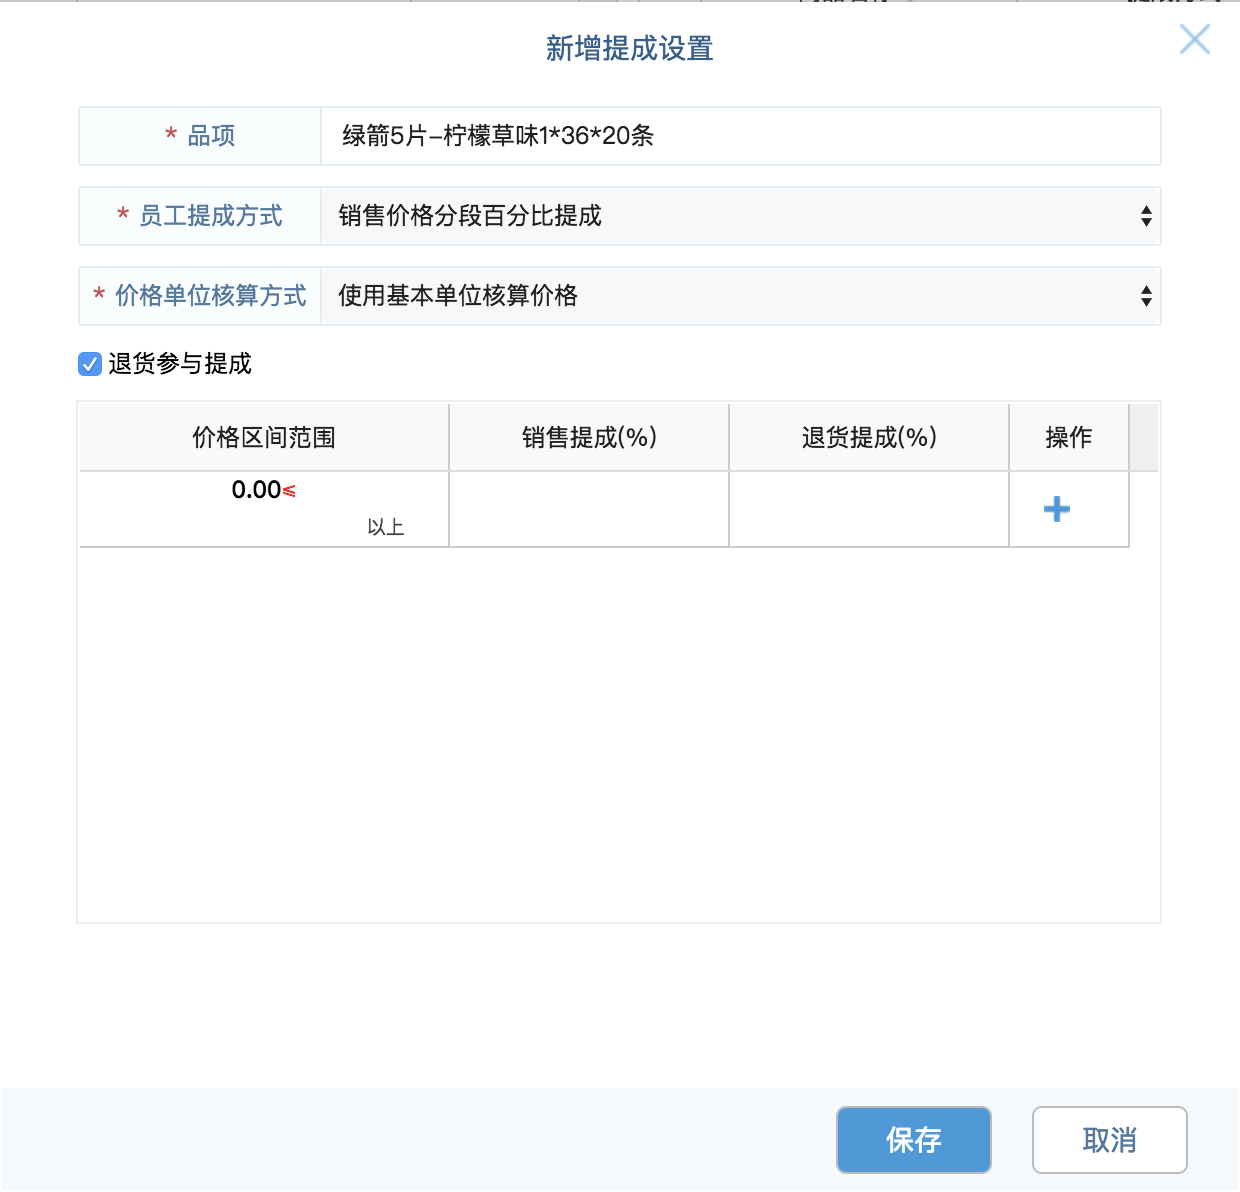 新增提成设置
* 品项 绿箭5片-柠檬草味1*36*20条
* 员工提成方式 销售价格分段百分比提成
* 价格单位核算方式 使用基本单位核算价格
退货参与提成
价格区间范围 销售提成(%) 退货提成(%) 操作
0.00≤
以上
保存 取消